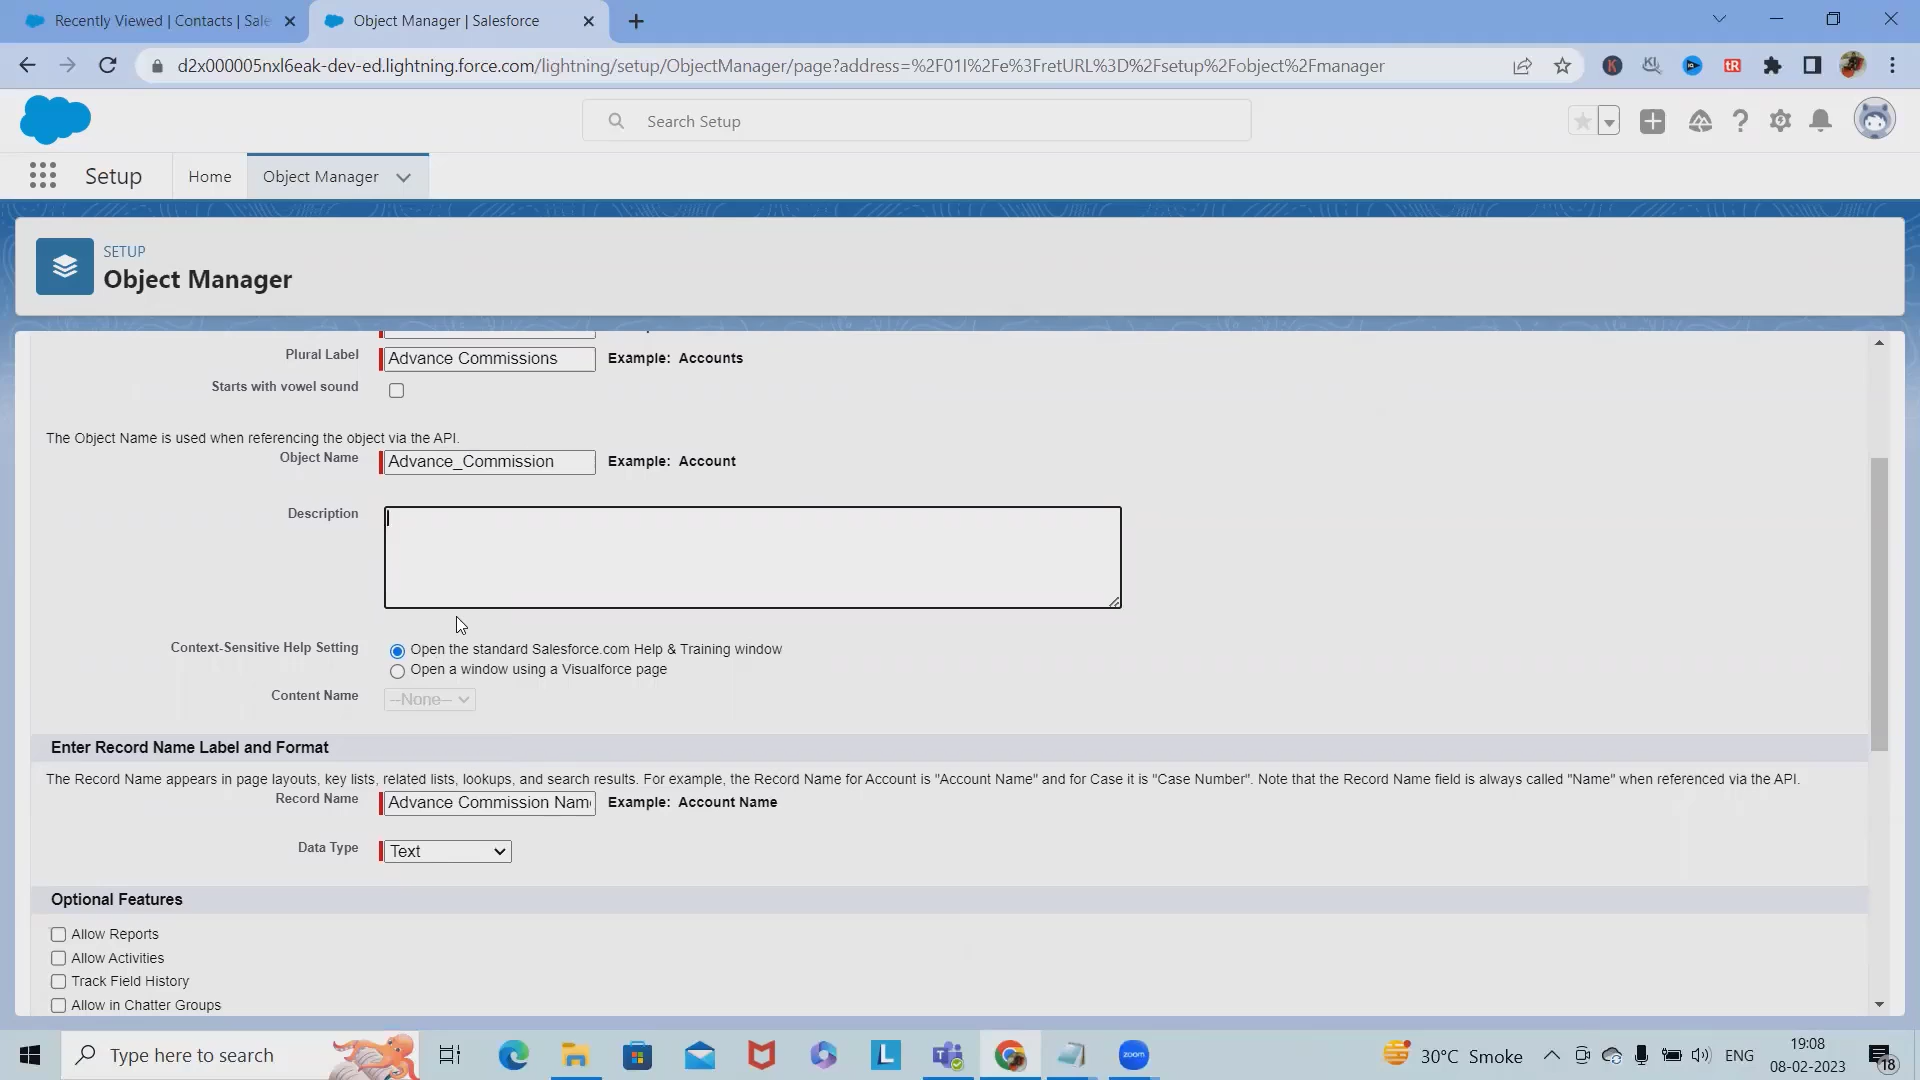 Recently Viewed | Contacts | Sale
Object Manager | Salesforce
d2x000005nxl6eak-dev-ed.lightning.force.com/lightning/setup/ObjectManager/page?address=%2F01I%2Fe%3FretURL%3D%2Fsetup%2Fobject%2Fmanager
Search Setup
Setup
Home
Object Manager
SETUP
Object Manager
Plural Label
Advance Commissions
Example: Accounts
Starts with vowel sound
The Object Name is used when referencing the object via the API.
Object Name
Advance_Commission
Example: Account
Description
Context-Sensitive Help Setting
Open the standard Salesforce.com Help & Training window
Open a window using a Visualforce page
Content Name
--None--
Enter Record Name Label and Format
The Record Name appears in page layouts, key lists, related lists, lookups, and search results. For example, the Record Name for Account is "Account Name" and for Case it is "Case Number". Note that the Record Name field is always called "Name" when referenced via the API.
Record Name
Advance Commission Nam
Example: Account Name
Data Type
Text
Optional Features
Allow Reports
Allow Activities
Track Field History
Allow in Chatter Groups
Type here to search
L
zoom
30°C Smoke
ENG
19:08
08-02-2023
18